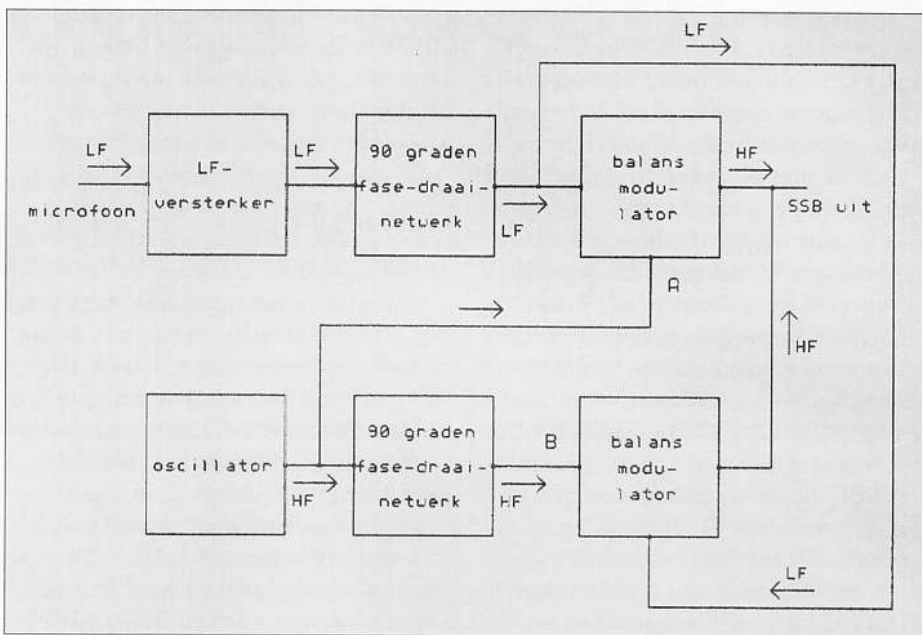 LF
LF
LF
90 graden
fase-draai-
netwerk
balans
modu-
lator
HF
microfoon
LF-
versterker
LF
SSB uit
A
HF
oscillator
HF
90 graden
fase-draai-
netwerk
B
HF
balans
modu-
lator
LF